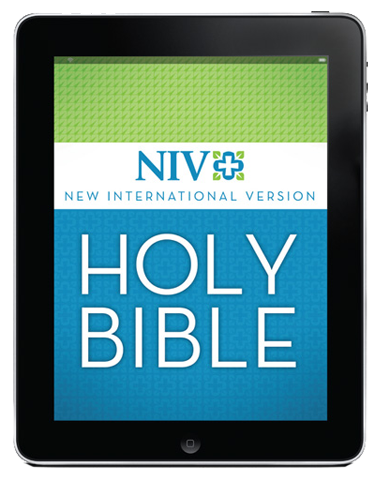 NIV
NEW INTERNATIONAL VERSION
HOLY
BIBLE